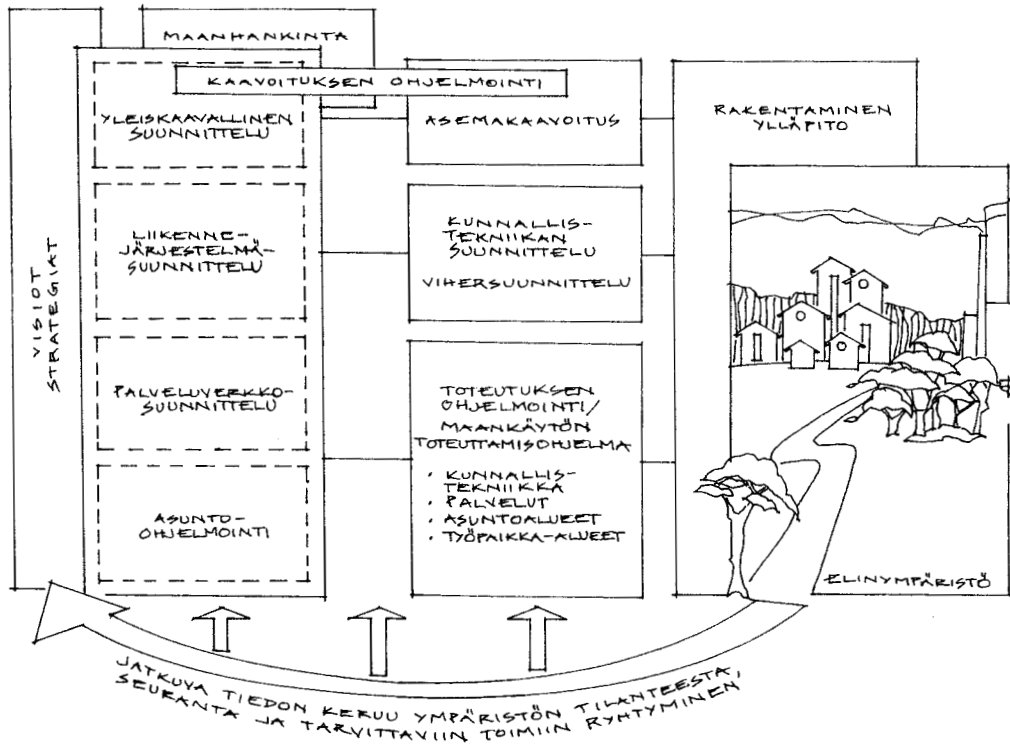 MAANHANKINTA
KAAVOITUKSEN OHJELMOINTI
VISIOT
STRATEGIAT
YLEISKAAVALLINEN
SUUNNITTELU
LIIKENNE-
JÄRJESTELMÄ-
SUUNNITTELU
PALVELUVERKKO-
SUUNNITTELU
ASUNTO-
OHJELMOINTI
ASEMAKAAVOITUS
KUNNALLIS-
TEKNIIKAN
SUUNNITTELU
VIHERSUUNNITTELU
TOTEUTUKSEN
OHJELMOINTI/
MAANKÄYTÖN
TOTEUTTAMISOHJELMA
• KUNNALLIS-
TEKNIIKKA
• PALVELUT
• ASUNTOALUEET
• TYÖPAIKKA-ALUEET
RAKENTAMINEN
YLLÄPITO
ELINYMPÄRISTÖ
JATKUVA TIEDON KERUU YMPÄRISTÖN TILANTEESTA,
SEURANTA JA TARVITTAVIIN TOIMIIN RYHTYMINEN